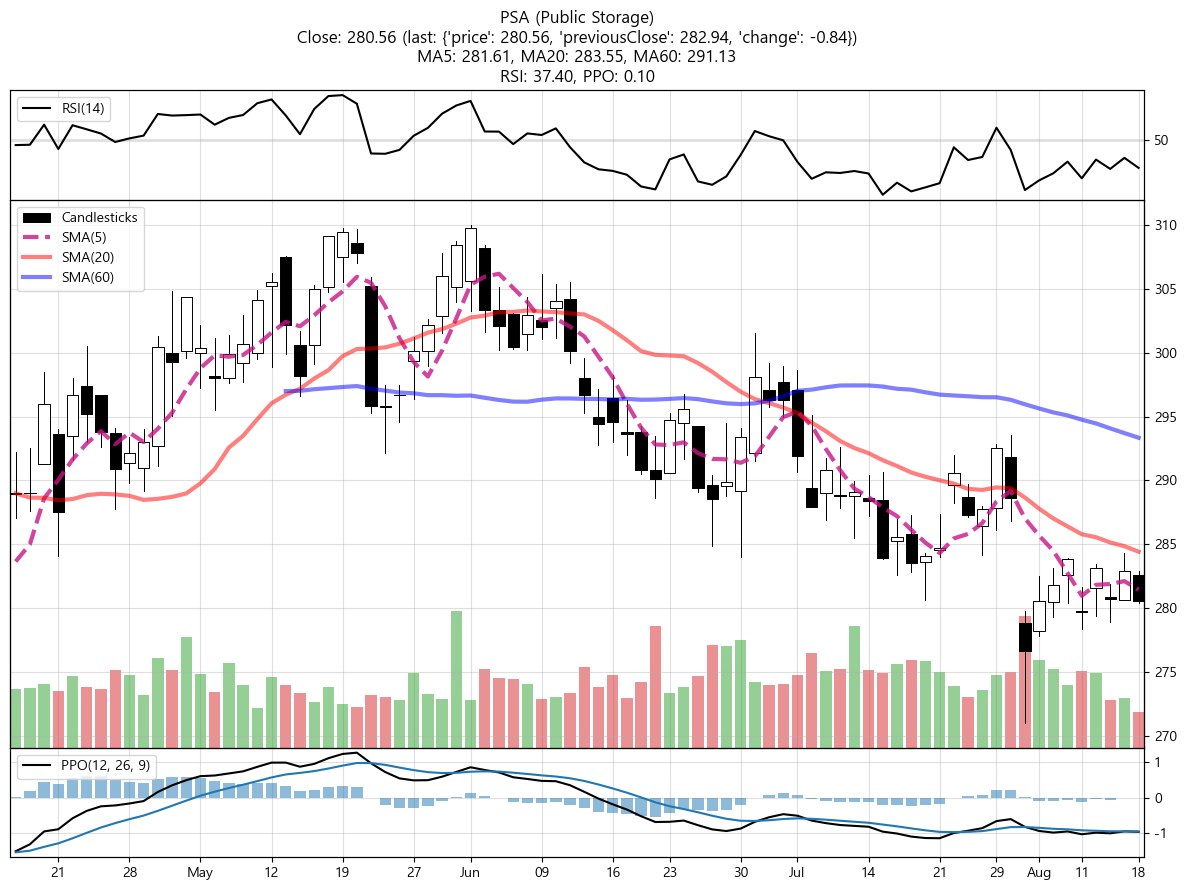 PSA (Public Storage)
Close: 280.56 (last: {'price': 280.56, 'previousClose': 282.94, 'change': -0.84})
MA5: 281.61, MA20: 283.55, MA60: 291.13
RSI: 37.40, PPO: 0.10
RSI(14)
50
Candlesticks
SMA(5)
SMA(20)
SMA(60)
310
305
300
295
290
285
280
275
270
PPO(12, 26, 9)
1
0
-1
21 28 May 12 19 27 Jun 09 16 23 30 Jul 14 21 29 Aug 11 18